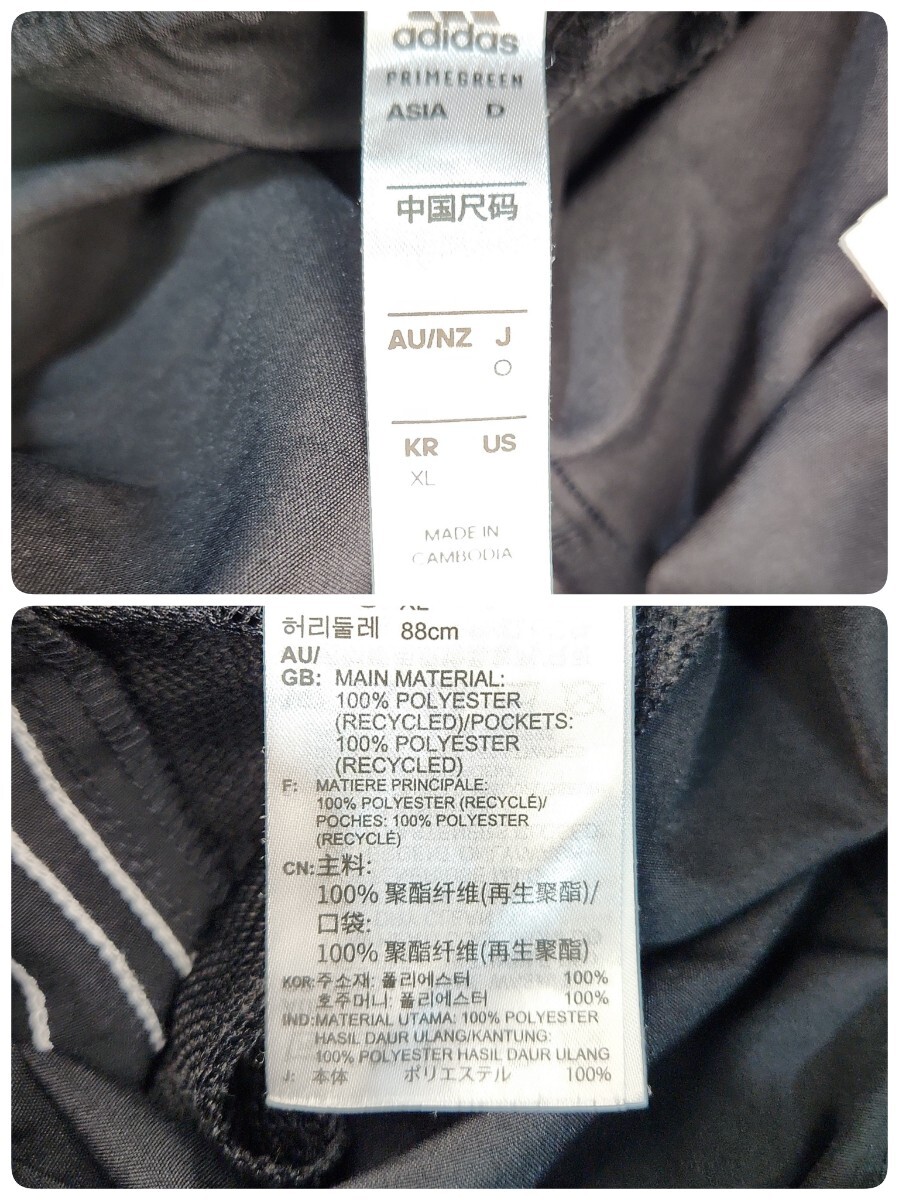 adidas
PRIMEGREEN
ASIA D
中国尺码
AU/NZ J
O
KR US
XL
MADE IN
CAMBODIA
XL
허리둘레 88cm
AU/
GB: MAIN MATERIAL:
100% POLYESTER
(RECYCLED)/POCKETS:
100% POLYESTER
(RECYCLED)
F: MATIERE PRINCIPALE:
100% POLYESTER (RECYCLÉ)/
POCHES: 100% POLYESTER
(RECYCLÉ)
CN: 主料:
100% 聚酯纤维(再生聚酯)/
口袋:
100% 聚酯纤维(再生聚酯)
KOR: 주소재: 폴리에스터 100%
호주머니: 폴리에스터 100%
IND: MATERIAL UTAMA: 100% POLYESTER
HASIL DAUR ULANG/KANTUNG:
100% POLYESTER HASIL DAUR ULANG
J: 本体 ポリエステル 100%